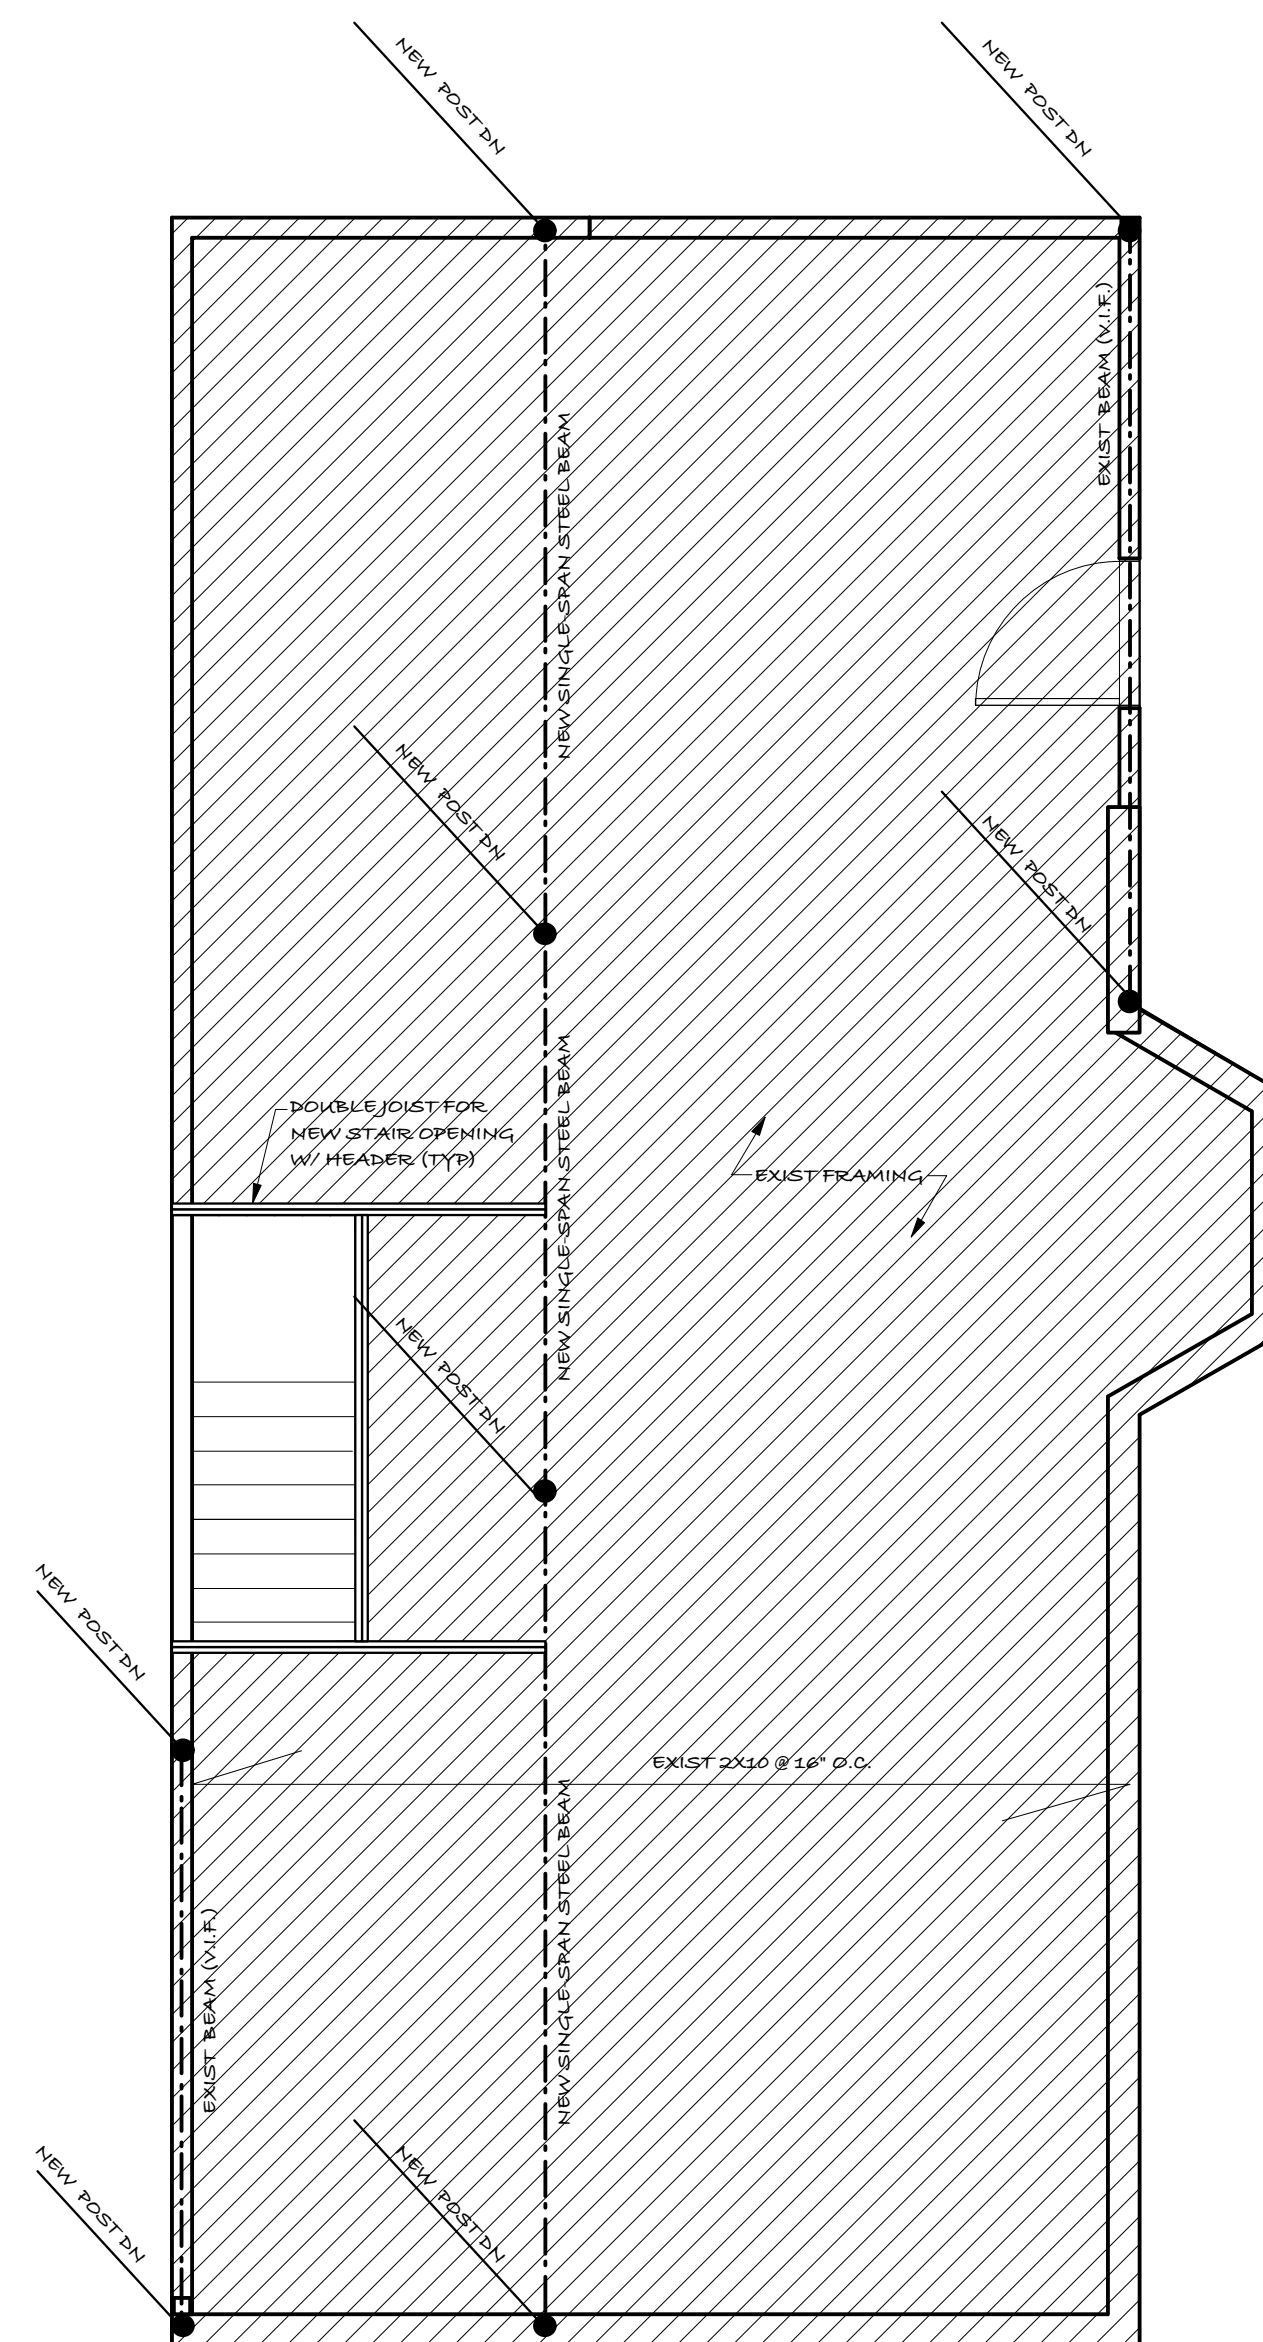 NEW POST DN
NEW POST DN
EXIST BEAM (V.I.F.)
NEW SINGLE-SPAN STEEL BEAM
NEW POST DN
NEW POST DN
NEW SINGLE-SPAN STEEL BEAM
DOUBLE JOIST FOR
NEW STAIR OPENING
W/ HEADER (TYP)
EXIST FRAMING
NEW POST DN
NEW POST DN
EXIST 2X10 @ 16" O.C.
NEW SINGLE-SPAN STEEL BEAM
EXIST BEAM (V.I.F.)
NEW POST DN
NEW POST DN